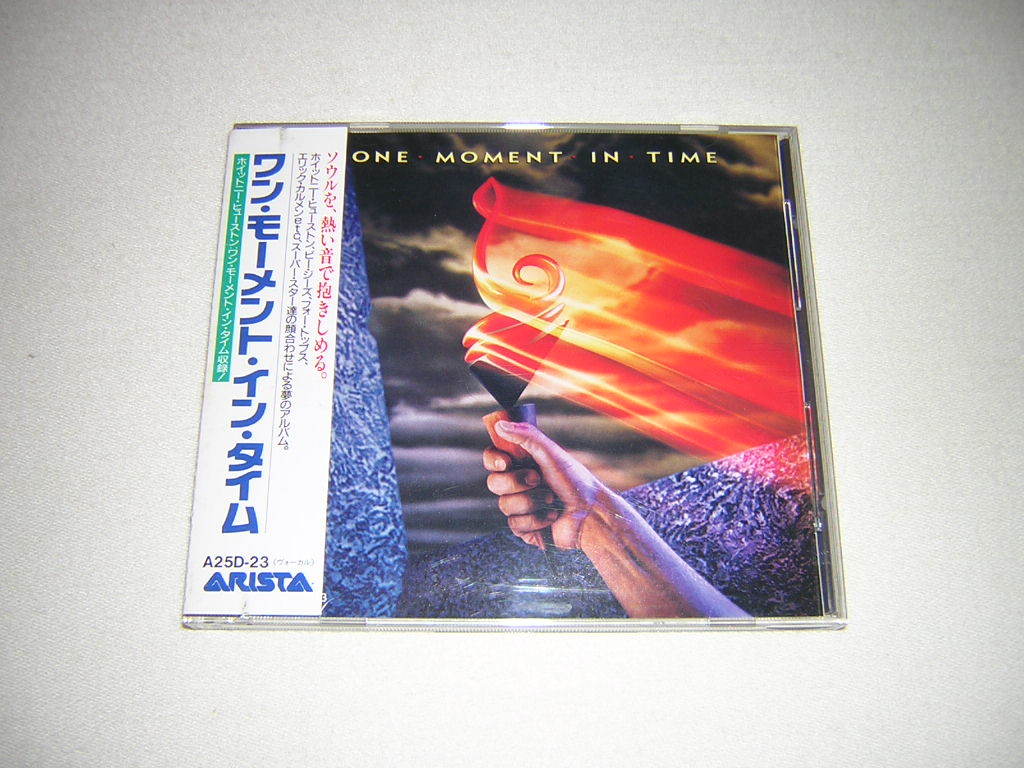 ONE・MOMENT・IN・TIME
ソウルを、熱い音で抱きしめる。
ホイットニー・ヒューストン、ビー・ジーズ、フォー・トップス、
エリック・カルメンetc、スーパー・スター達の顔合わせによる夢のアルバム。
ワン・モーメント・イン・タイム
ホイットニー・ヒューストン「ワン・モーメント・イン・タイム」収録!
A25D-23 (ヴォーカル)
ARISTA